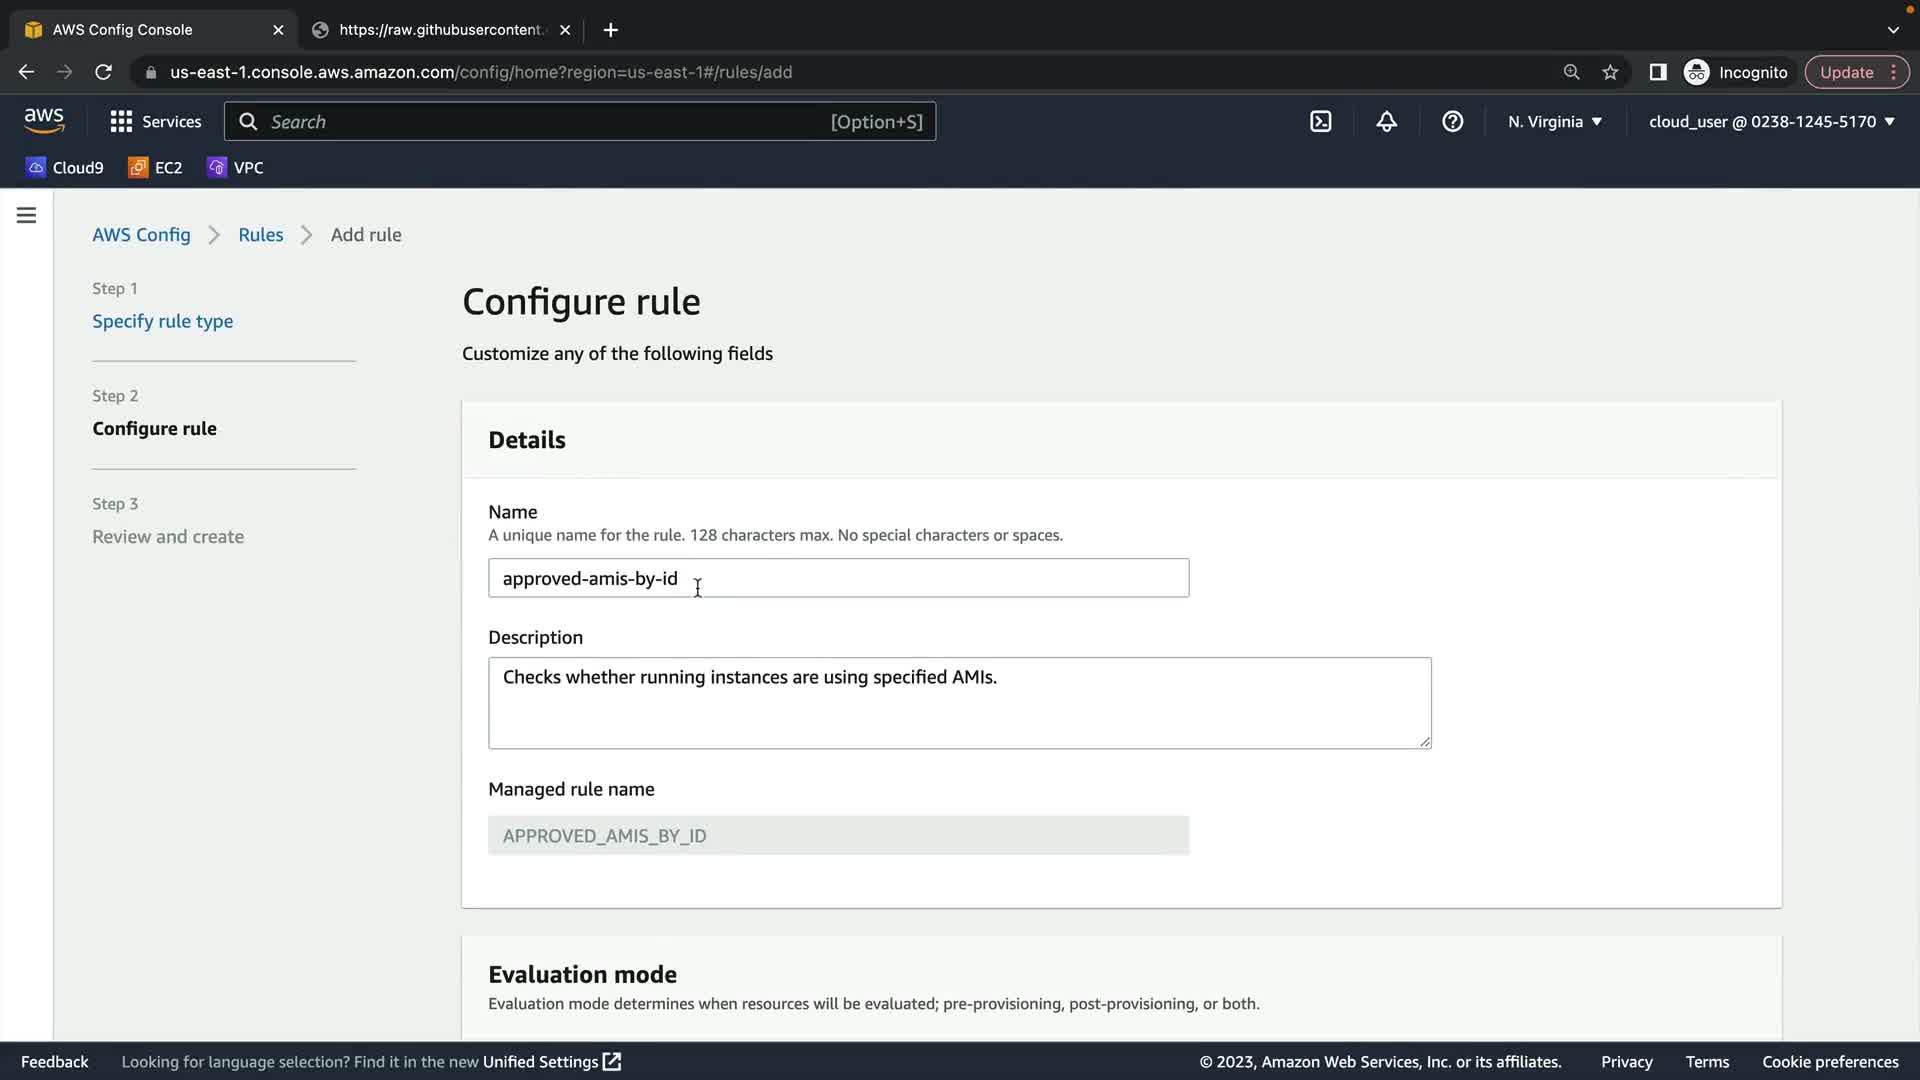 AWS Config Console
https://raw.githubusercontent.
us-east-1.console.aws.amazon.com/config/home?region=us-east-1#/rules/add
Incognito
Update
aws
Services
Search
[Option+S]
N. Virginia
cloud_user @ 0238-1245-5170
Cloud9
EC2
VPC
AWS Config
Rules
Add rule
Step 1
Specify rule type
Step 2
Configure rule
Step 3
Review and create
Configure rule
Customize any of the following fields
Details
Name
A unique name for the rule. 128 characters max. No special characters or spaces.
approved-amis-by-id
Description
Checks whether running instances are using specified AMIs.
Managed rule name
APPROVED_AMIS_BY_ID
Evaluation mode
Evaluation mode determines when resources will be evaluated; pre-provisioning, post-provisioning, or both.
Feedback
Looking for language selection? Find it in the new Unified Settings
© 2023, Amazon Web Services, Inc. or its affiliates.
Privacy
Terms
Cookie preferences